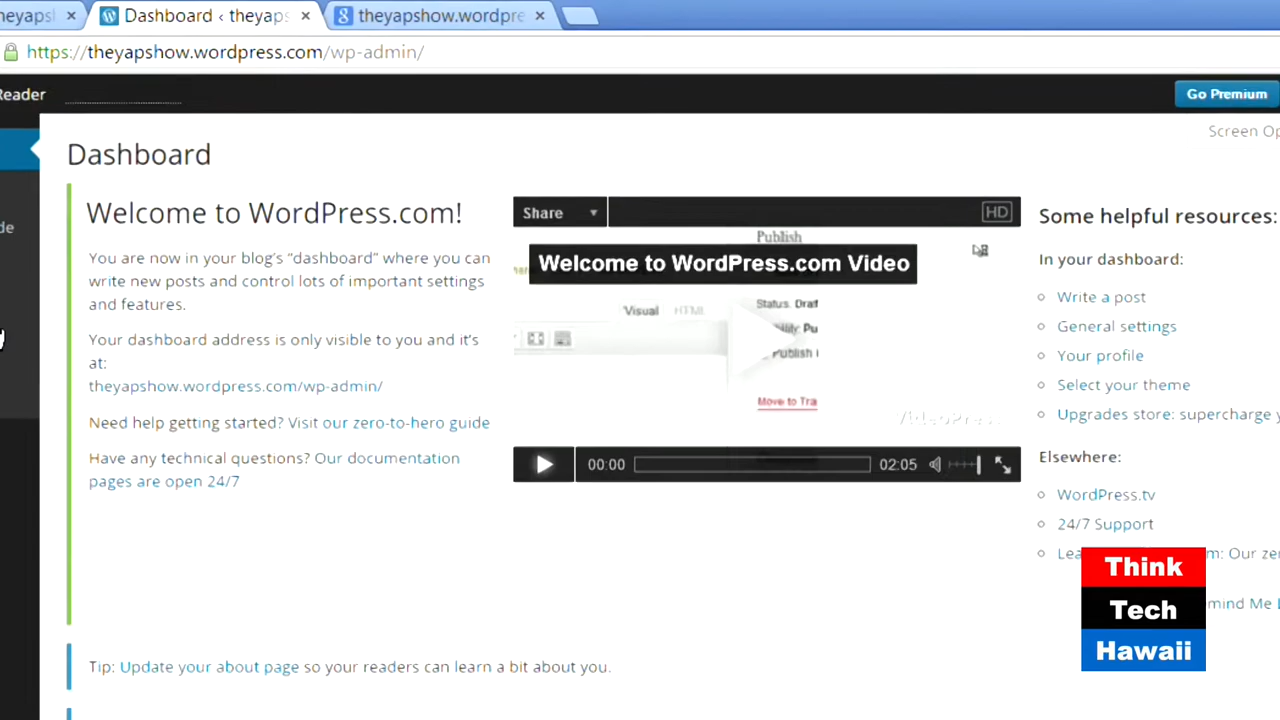 Dashboard ‹ theyaps
theyapshow.wordpre
https://theyapshow.wordpress.com/wp-admin/
Reader
Go Premium
Screen Op
Dashboard
Welcome to WordPress.com!
You are now in your blog's “dashboard” where you can
write new posts and control lots of important settings
and features.
Your dashboard address is only visible to you and it's
at:
theyapshow.wordpress.com/wp-admin/
Need help getting started? Visit our zero-to-hero guide
Have any technical questions? Our documentation
pages are open 24/7
Share
HD
Publish
Welcome to WordPress.com Video
Visual HTML
Status: Draf
Publish
Move to Tra
VideoPress
00:00
02:05
Some helpful resources:
In your dashboard:
Write a post
General settings
Your profile
Select your theme
Upgrades store: supercharge y
Elsewhere:
WordPress.tv
24/7 Support
Lea
m: Our zer
mind Me
Think
Tech
Hawaii
Tip: Update your about page so your readers can learn a bit about you.